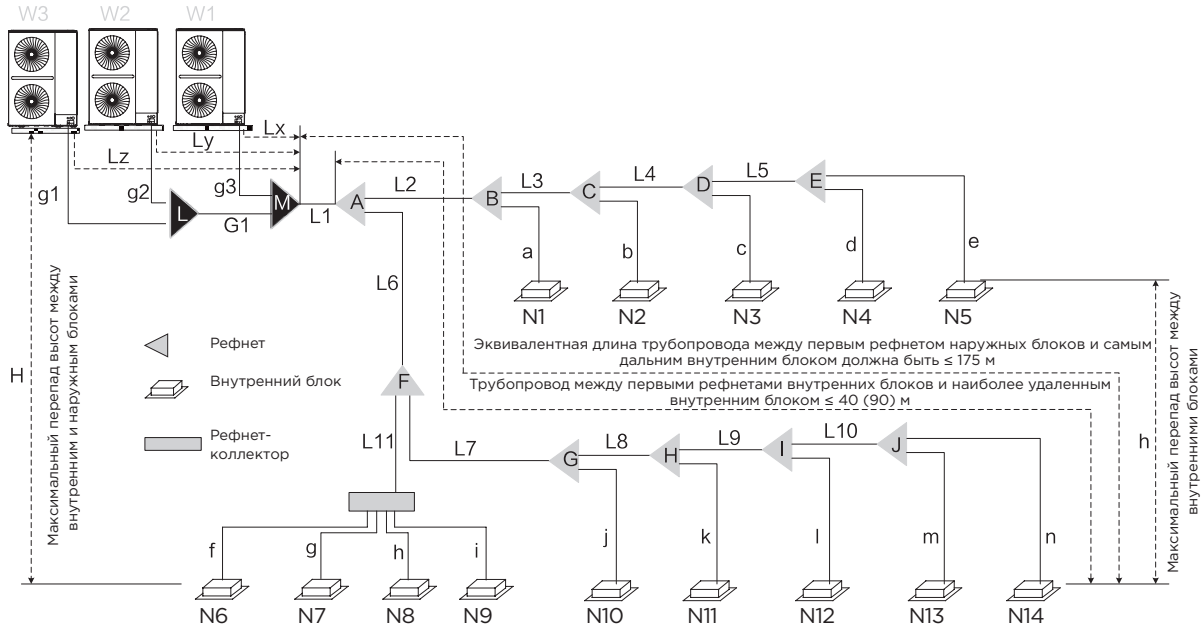 W3
W2
W1
Lx
Ly
Lz
g1
g2
g3
L
G1
M
L1
A
L2
B
L3
C
L4
D
L5
E
a
b
c
d
e
L6
N1
N2
N3
N4
N5
H
Максимальный перепад высот между
внутренним и наружным блоками
Рефнет
Внутренний блок
Рефнет-
коллектор
Эквивалентная длина трубопровода между первым рефнетом наружных блоков и самым
дальним внутренним блоком должна быть ≤ 175 м
Трубопровод между первыми рефнетами внутренних блоков и наиболее удаленным
внутренним блоком ≤ 40 (90) м
h
Максимальный перепад высот между
внутренними блоками
F
L11
L7
G
L8
H
L9
I
L10
J
f
g
h
i
j
k
l
m
n
N6
N7
N8
N9
N10
N11
N12
N13
N14